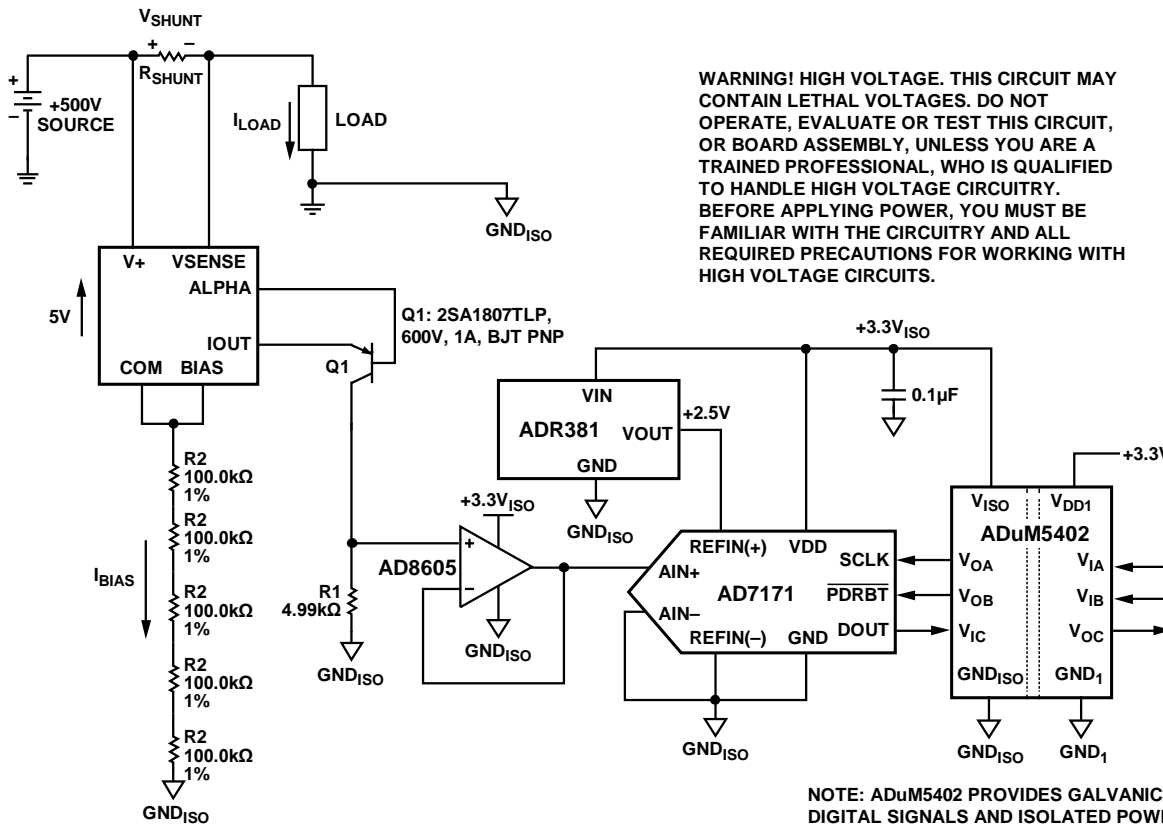 VSHUNT
+ −
RSHUNT
+
−
+500V
SOURCE
ILOAD
LOAD
GNDISO
WARNING! HIGH VOLTAGE. THIS CIRCUIT MAY
CONTAIN LETHAL VOLTAGES. DO NOT
OPERATE, EVALUATE OR TEST THIS CIRCUIT,
OR BOARD ASSEMBLY, UNLESS YOU ARE A
TRAINED PROFESSIONAL, WHO IS QUALIFIED
TO HANDLE HIGH VOLTAGE CIRCUITRY.
BEFORE APPLYING POWER, YOU MUST BE
FAMILIAR WITH THE CIRCUITRY AND ALL
REQUIRED PRECAUTIONS FOR WORKING WITH
HIGH VOLTAGE CIRCUITS.
V+ VSENSE
ALPHA
5V
IOUT
COM BIAS
Q1: 2SA1807TLP,
600V, 1A, BJT PNP
Q1
+3.3VISO
0.1µF
VIN
ADR381
VOUT
GND
+2.5V
GNDISO
+3.3V
R2
100.0kΩ
1%
R2
100.0kΩ
1%
R2
100.0kΩ
1%
R2
100.0kΩ
1%
R2
100.0kΩ
1%
IBIAS
GNDISO
R1
4.99kΩ
GNDISO
+3.3VISO
+
−
AD8605
GNDISO
REFIN(+) VDD
AIN+
SCLK
AD7171
PDRBT
AIN−
REFIN(−) GND
DOUT
GNDISO
VISO VDD1
ADuM5402
VOA VIA
VOB VIB
VIC VOC
GNDISO GND1
GNDISO GND1
NOTE: ADuM5402 PROVIDES GALVANIC
DIGITAL SIGNALS AND ISOLATED POWE